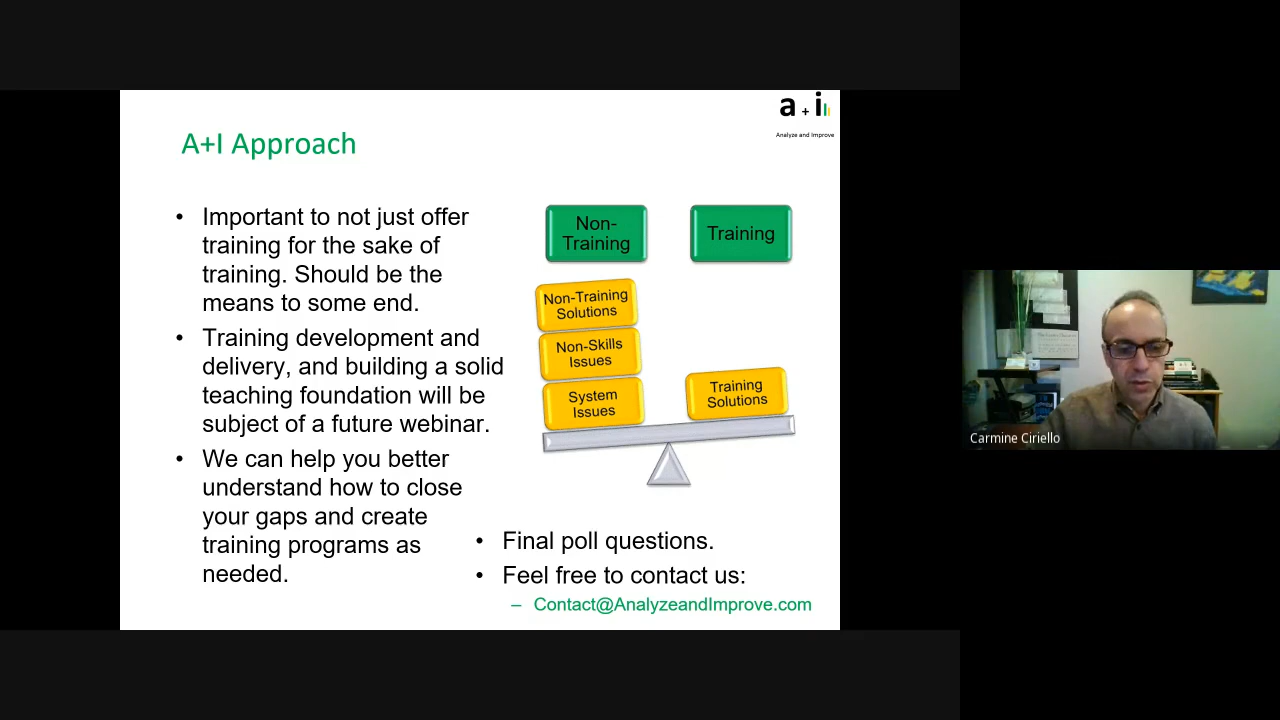 a + i
Analyze and Improve
A+I Approach
• Important to not just offer
training for the sake of
training. Should be the
means to some end.
• Training development and
delivery, and building a solid
teaching foundation will be
subject of a future webinar.
• We can help you better
understand how to close
your gaps and create
training programs as
needed.
Non-
Training
Training
Non-Training
Solutions
Non-Skills
Issues
System
Issues
Training
Solutions
• Final poll questions.
• Feel free to contact us:
– Contact@AnalyzeandImprove.com
Carmine Ciriello